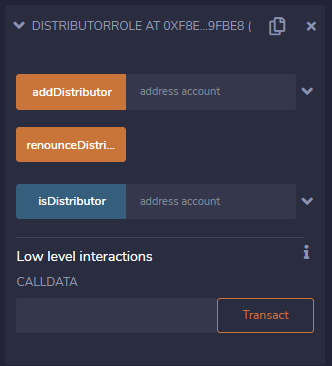 DISTRIBUTORROLE AT 0XF8E...9FBE8 (
addDistributor address account
renounceDistri...
isDistributor address account
Low level interactions
CALLDATA
Transact